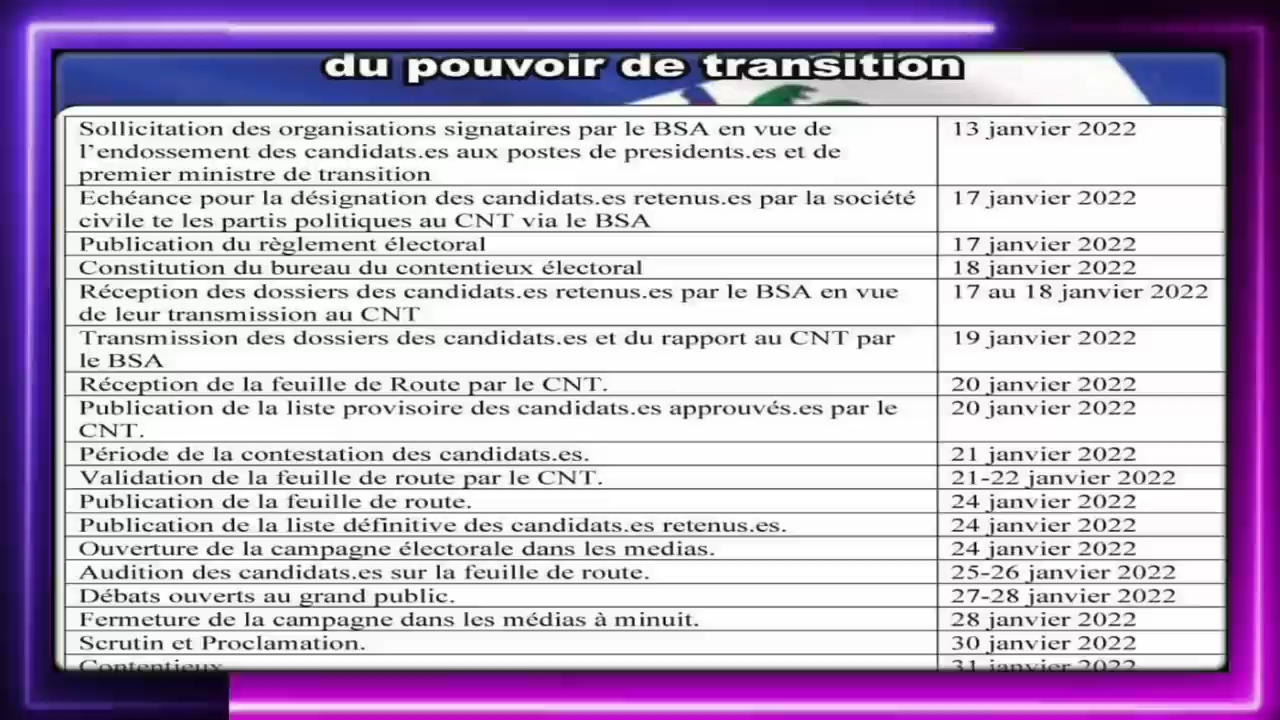 du pouvoir de transition
Sollicitation des organisations signataires par le BSA en vue de
l’endossement des candidats.es aux postes de presidents.es et de
premier ministre de transition
13 janvier 2022
Echéance pour la désignation des candidats.es retenus.es par la société
civile te les partis politiques au CNT via le BSA
17 janvier 2022
Publication du règlement électoral
17 janvier 2022
Constitution du bureau du contentieux électoral
18 janvier 2022
Réception des dossiers des candidats.es retenus.es par le BSA en vue
de leur transmission au CNT
17 au 18 janvier 2022
Transmission des dossiers des candidats.es et du rapport au CNT par
le BSA
19 janvier 2022
Réception de la feuille de Route par le CNT.
20 janvier 2022
Publication de la liste provisoire des candidats.es approuvés.es par le
CNT.
20 janvier 2022
Période de la contestation des candidats.es.
21 janvier 2022
Validation de la feuille de route par le CNT.
21-22 janvier 2022
Publication de la feuille de route.
24 janvier 2022
Publication de la liste définitive des candidats.es retenus.es.
24 janvier 2022
Ouverture de la campagne électorale dans les medias.
24 janvier 2022
Audition des candidats.es sur la feuille de route.
25-26 janvier 2022
Débats ouverts au grand public.
27-28 janvier 2022
Fermeture de la campagne dans les médias à minuit.
28 janvier 2022
Scrutin et Proclamation.
30 janvier 2022
Contentieux
31 janvier 2022